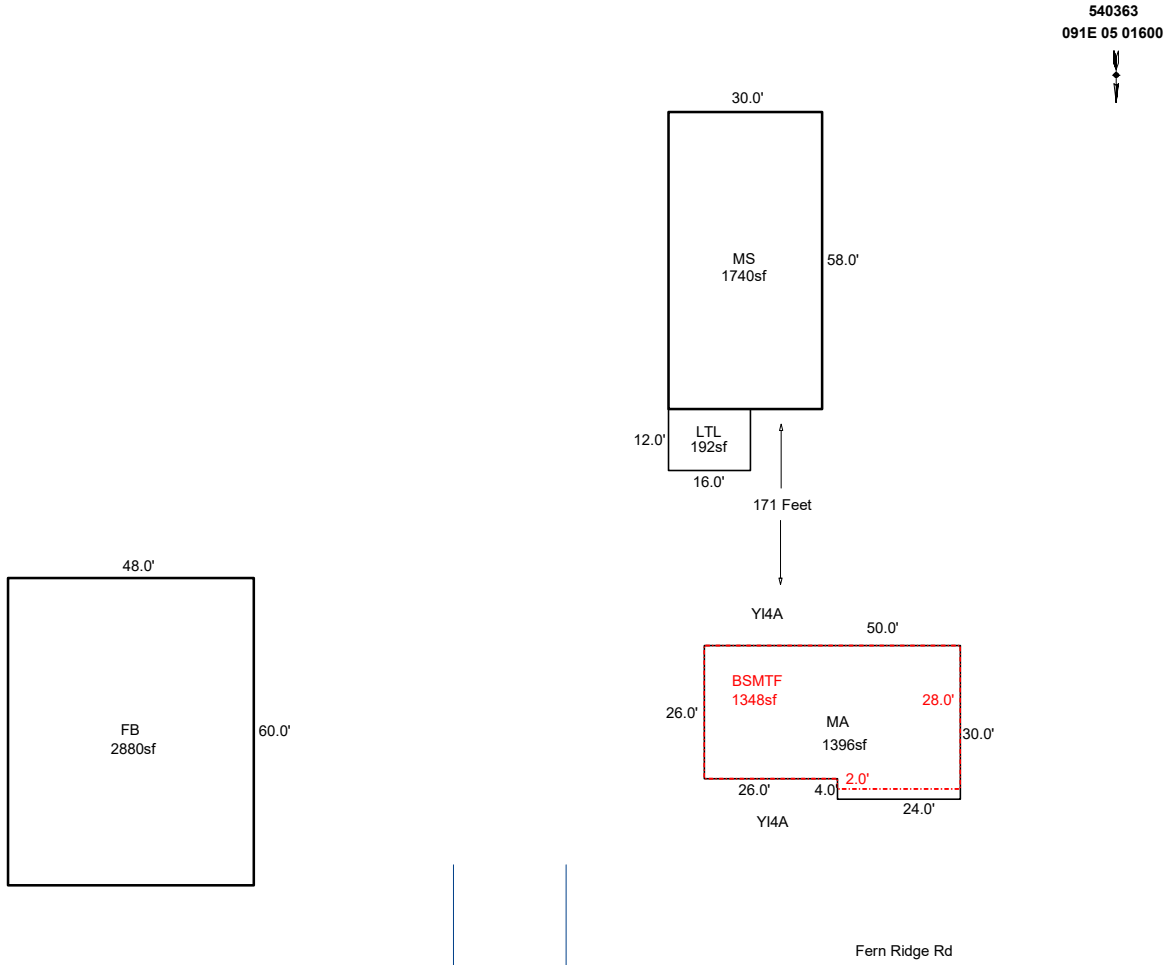 540363
091E 05 01600
N
30.0'
MS
1740sf
58.0'
12.0'
LTL
192sf
16.0'
171 Feet
48.0'
FB
2880sf
60.0'
YI4A
50.0'
BSMTF
1348sf
28.0'
26.0'
MA
1396sf
30.0'
2.0'
26.0'
4.0'
24.0'
YI4A
Fern Ridge Rd